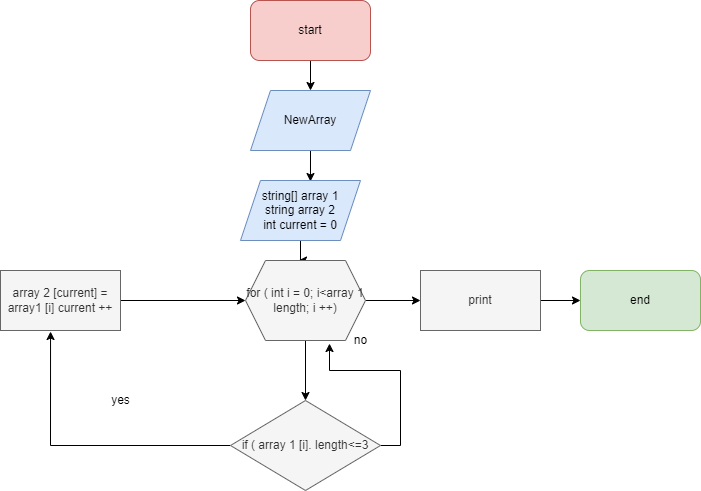 start
NewArray
string[] array 1
string array 2
int current = 0
array 2 [current] =
array1 [i] current ++
for ( int i = 0; i<array 1
length; i ++)
print
end
no
yes
if ( array 1 [i]. length<=3